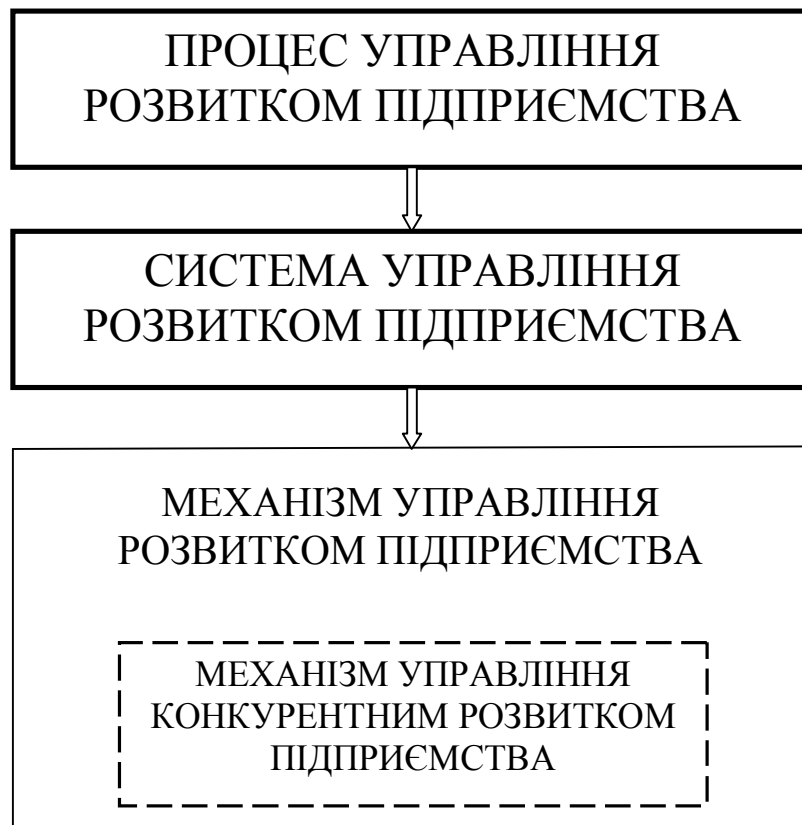 ПРОЦЕС УПРАВЛІННЯ
РОЗВИТКОМ ПІДПРИЄМСТВА
СИСТЕМА УПРАВЛІННЯ
РОЗВИТКОМ ПІДПРИЄМСТВА
МЕХАНІЗМ УПРАВЛІННЯ
РОЗВИТКОМ ПІДПРИЄМСТВА
МЕХАНІЗМ УПРАВЛІННЯ
КОНКУРЕНТНИМ РОЗВИТКОМ
ПІДПРИЄМСТВА